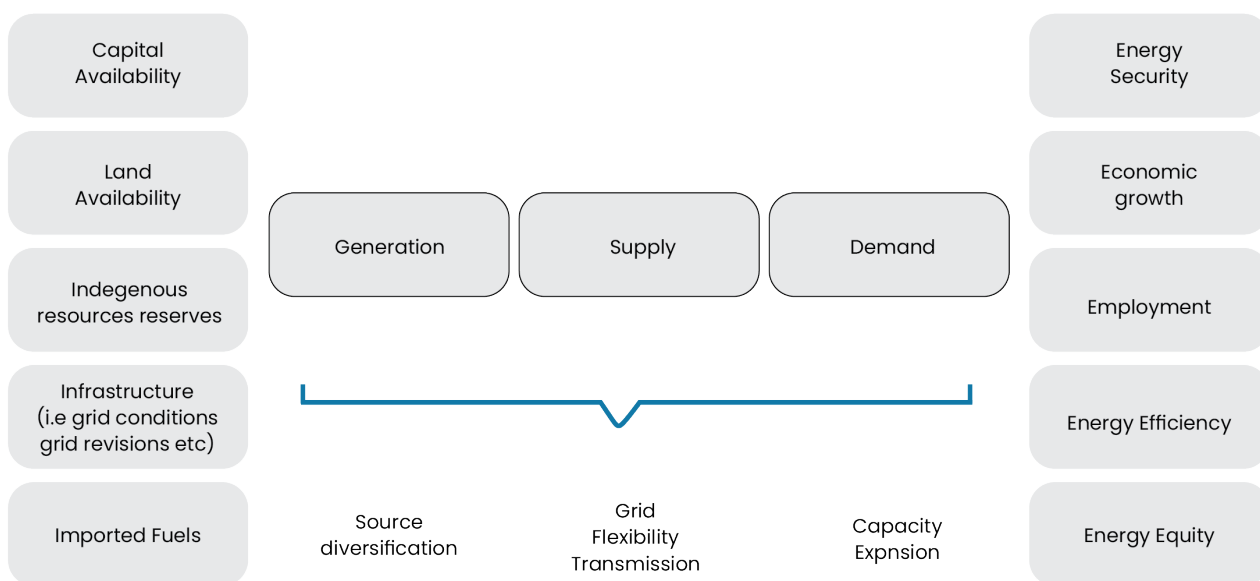 Capital
Availability
Land
Availability
Indegenous
resources reserves
Infrastructure
(i.e grid conditions
grid revisions etc)
Imported Fuels
Generation
Supply
Demand
Source
diversification
Grid
Flexibility
Transmission
Capacity
Expnsion
Energy
Security
Economic
growth
Employment
Energy Efficiency
Energy Equity